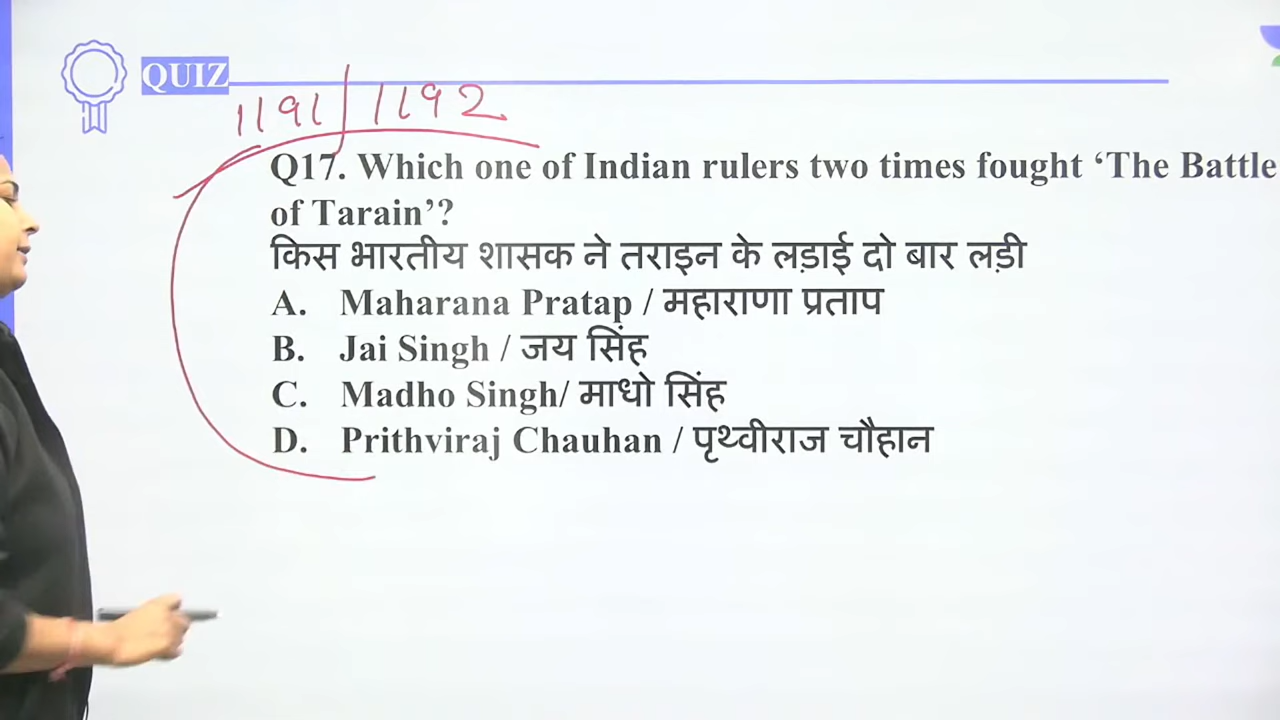 QUIZ
1191 | 1192
Q17. Which one of Indian rulers two times fought ‘The Battle
of Tarain’?
किस भारतीय शासक ने तराइन के लड़ाई दो बार लड़ी
A. Maharana Pratap / महाराणा प्रताप
B. Jai Singh / जय सिंह
C. Madho Singh/ माधो सिंह
D. Prithviraj Chauhan / पृथ्वीराज चौहान